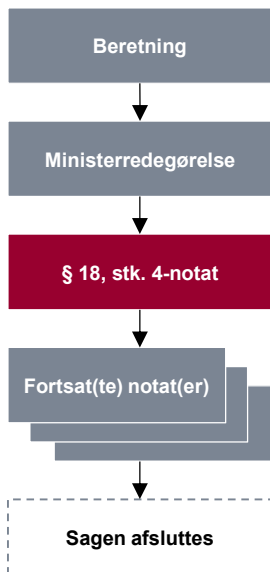 Beretning
Ministerredegørelse
§ 18, stk. 4-notat
Fortsat(te) notat(er)
Sagen afsluttes